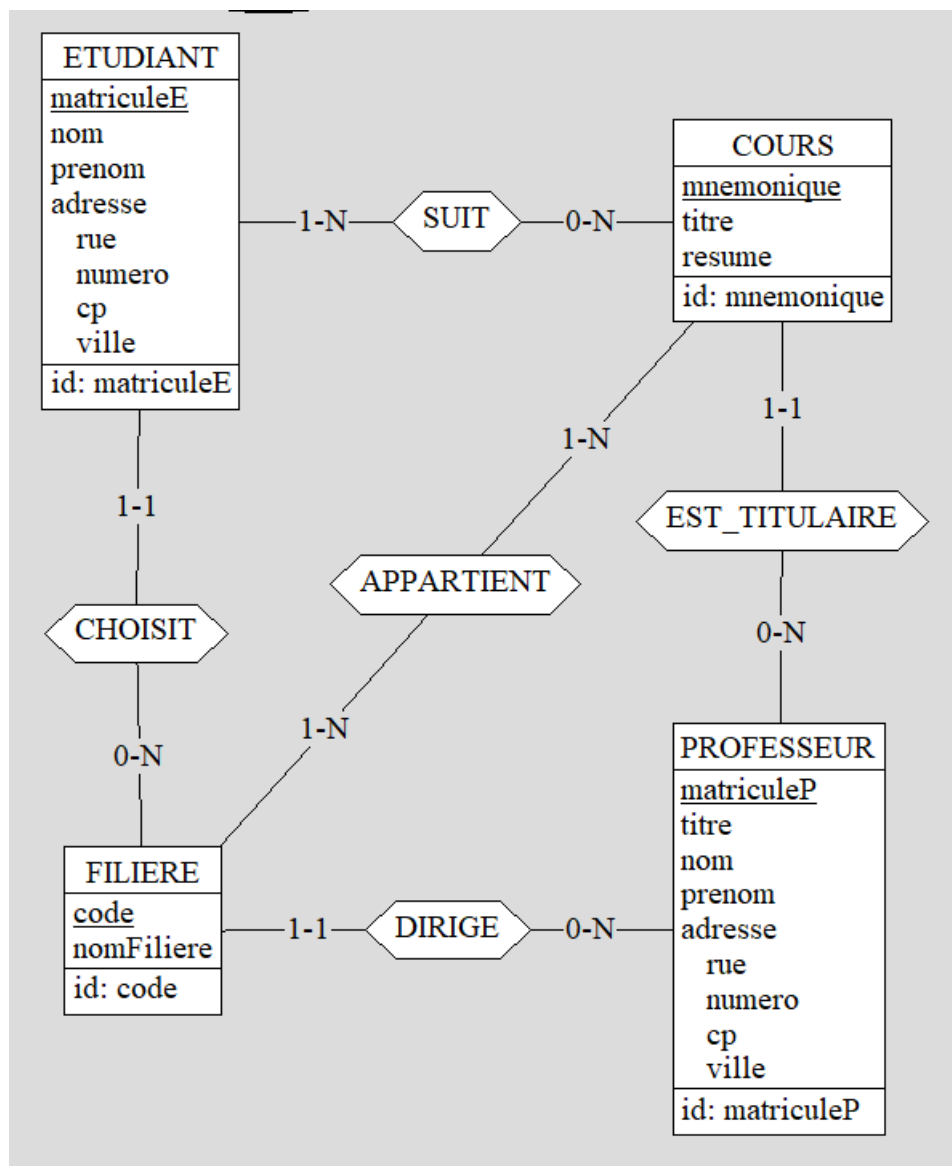 ETUDIANT
matriculeE
nom
prenom
adresse
rue
numero
cp
ville
id: matriculeE
1-N
SUIT
0-N
COURS
mnemonique
titre
resume
id: mnemonique
1-1
CHOISIT
0-N
1-N
APPARTIENT
1-N
1-1
EST_TITULAIRE
0-N
FILIERE
code
nomFiliere
id: code
1-1
DIRIGE
0-N
PROFESSEUR
matriculeP
titre
nom
prenom
adresse
rue
numero
cp
ville
id: matriculeP